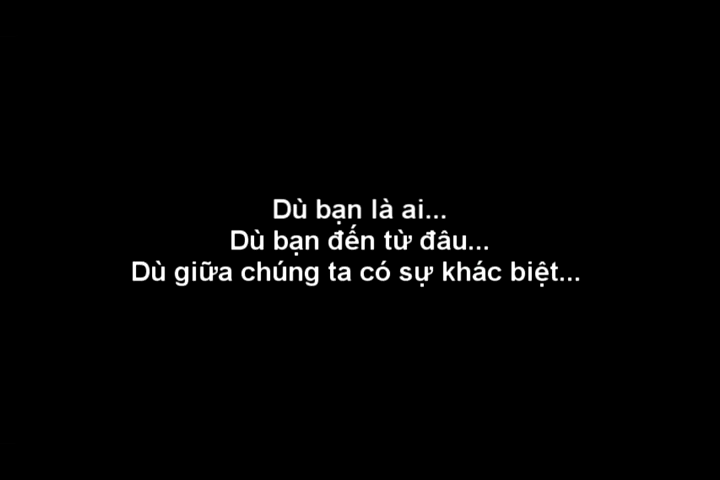 Dù bạn là ai...
Dù bạn đến từ đâu...
Dù giữa chúng ta có sự khác biệt...